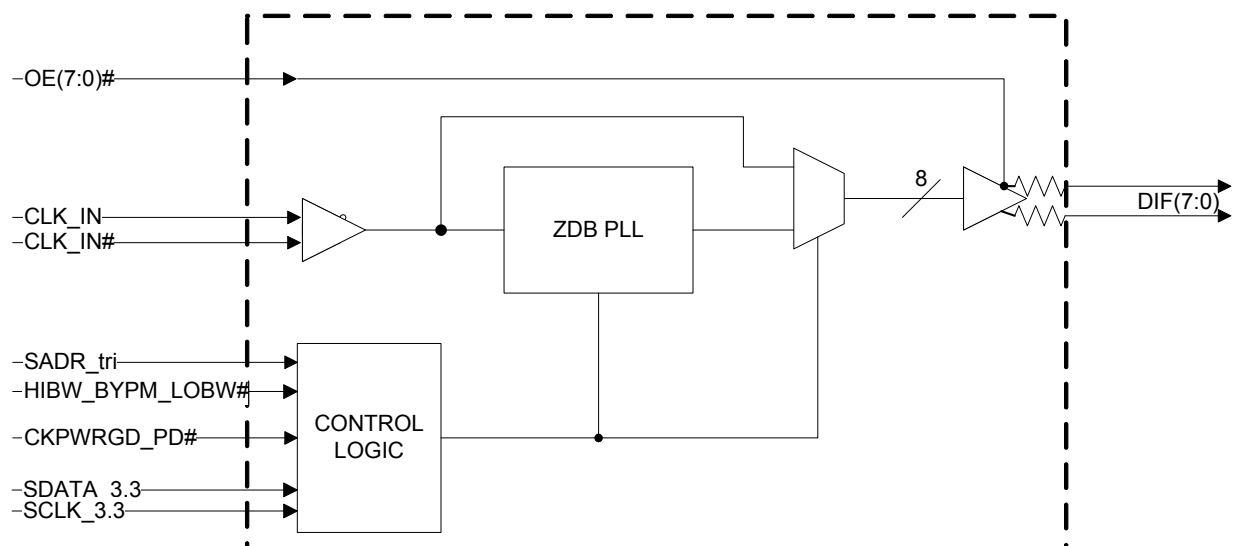 OE(7:0)#
8
DIF(7:0)
CLK_IN
CLK_IN#
ZDB PLL
SADR_tri
HIBW_BYPM_LOBW#
CKPWRGD_PD#
SDATA_3.3
SCLK_3.3
CONTROL
LOGIC